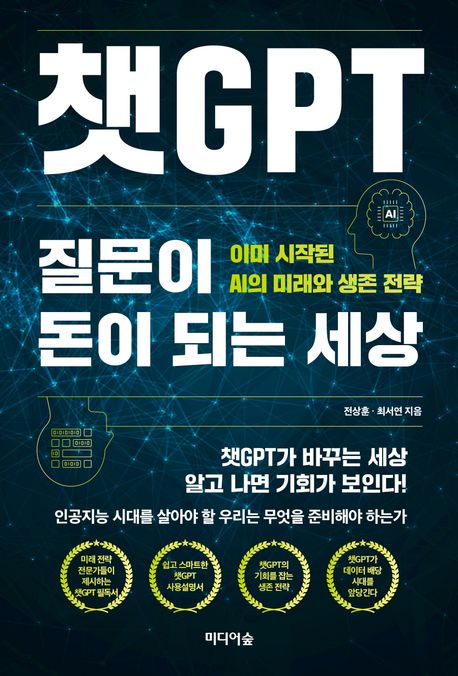 챗GPT
AI
질문이
이미 시작된
AI의 미래와 생존 전략
돈이 되는 세상
전상훈 · 최서연 지음
챗GPT가 바꾸는 세상
알고 나면 기회가 보인다!
인공지능 시대를 살아야 할 우리는 무엇을 준비해야 하는가
미래 전략
전문가들이
제시하는
챗GPT 필독서
쉽고 스마트한
챗GPT
사용설명서
챗GPT의
기회를 잡는
생존 전략
챗GPT가
데이터 배당
시대를
앞당긴다
미디어숲